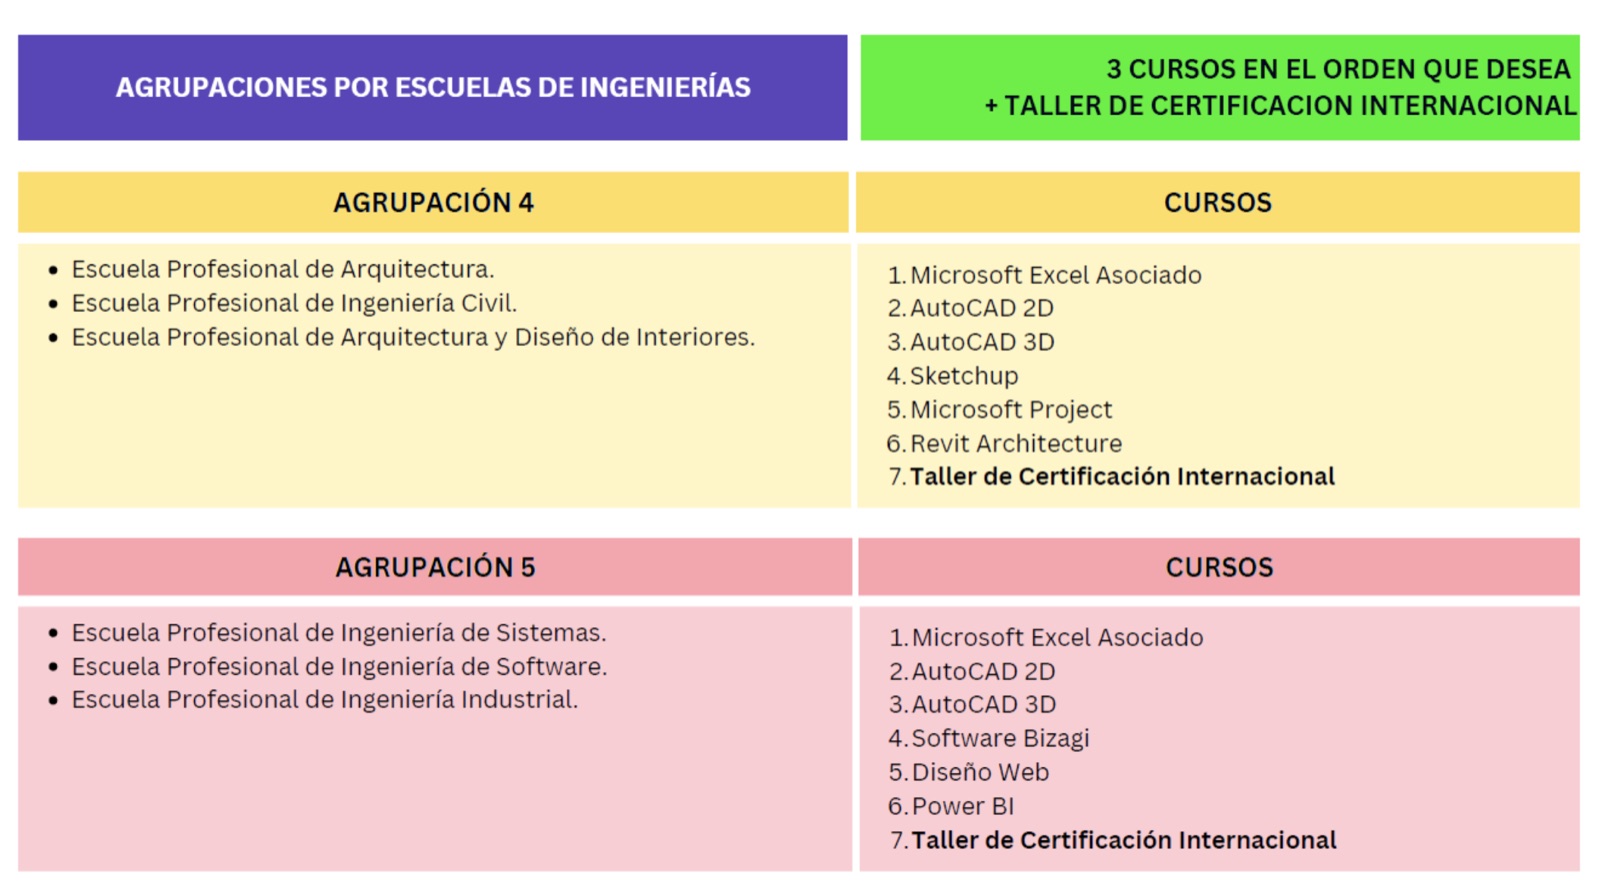 AGRUPACIONES POR ESCUELAS DE INGENIERÍAS
3 CURSOS EN EL ORDEN QUE DESEA
+ TALLER DE CERTIFICACION INTERNACIONAL
AGRUPACIÓN 4
CURSOS
• Escuela Profesional de Arquitectura.
• Escuela Profesional de Ingeniería Civil.
• Escuela Profesional de Arquitectura y Diseño de Interiores.
1. Microsoft Excel Asociado
2. AutoCAD 2D
3. AutoCAD 3D
4. Sketchup
5. Microsoft Project
6. Revit Architecture
7. Taller de Certificación Internacional
AGRUPACIÓN 5
CURSOS
• Escuela Profesional de Ingeniería de Sistemas.
• Escuela Profesional de Ingeniería de Software.
• Escuela Profesional de Ingeniería Industrial.
1. Microsoft Excel Asociado
2. AutoCAD 2D
3. AutoCAD 3D
4. Software Bizagi
5. Diseño Web
6. Power BI
7. Taller de Certificación Internacional